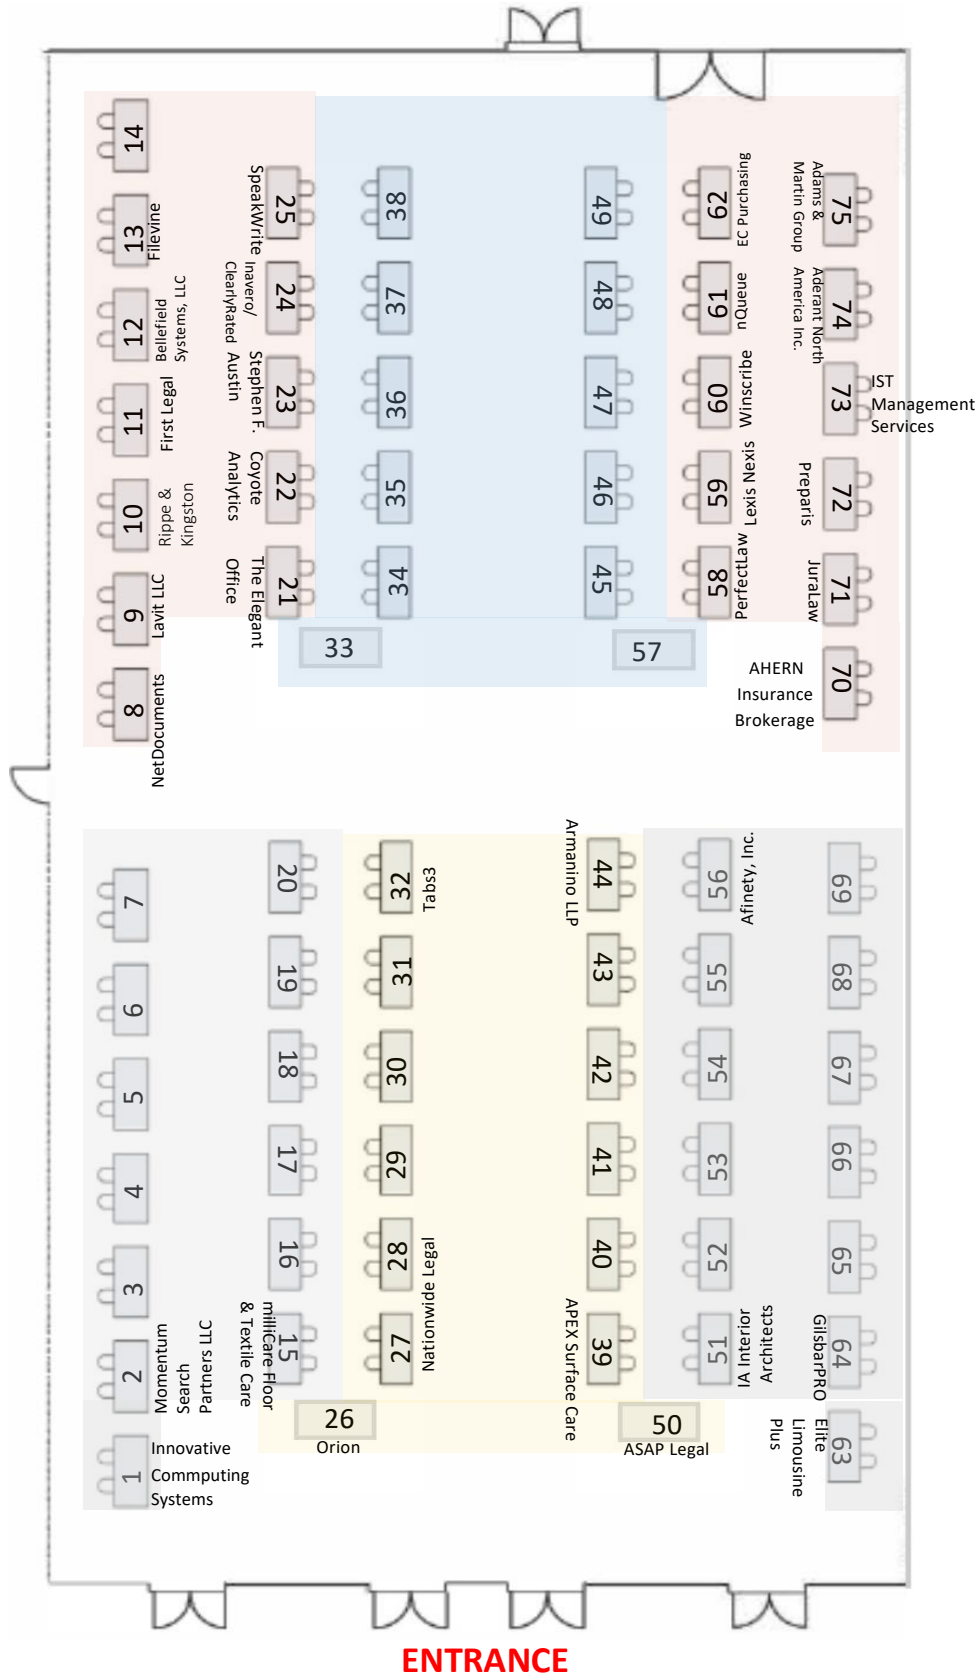 14
13
Filevine
12
Bellefield
Systems, LLC
11
First Legal
10
Rippe &
Kingston
9
Lavit LLC
8
NetDocuments
25
SpeakWrite
24
Inavero/
ClearlyRated
23
Stephen F.
Austin
22
Coyote
Analytics
21
The Elegant
Office
38
37
36
35
34
33
49
48
47
46
45
57
62
EC Purchasing
61
nQueue
60
Winscribe
59
Lexis Nexis
58
PerfectLaw
75
Adams &
Martin Group
74
Aderant North
America Inc.
73
IST
Management
Services
72
Preparis
71
JuraLaw
70
AHERN
Insurance
Brokerage
7
6
5
4
3
2
Momentum
Search
Partners LLC
1
Innovative
Commputing
Systems
20
19
18
17
16
15
milliCare Floor
& Textile Care
32
Tabs3
31
30
29
28
Nationwide Legal
27
26
Orion
44
Armanino LLP
43
42
41
40
39
APEX Surface Care
50
ASAP Legal
56
Afinety, Inc.
55
54
53
52
51
IA Interior
Architects
69
68
67
66
65
64
GilsbarPRO
63
Elite
Limousine
Plus
ENTRANCE